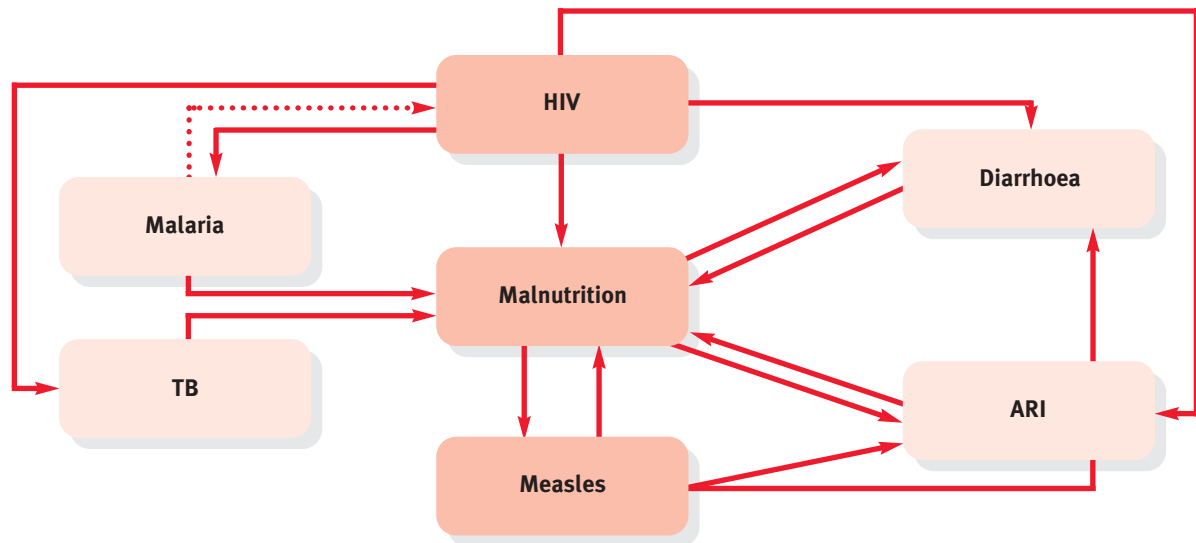 HIV
Diarrhoea
Malaria
Malnutrition
TB
ARI
Measles